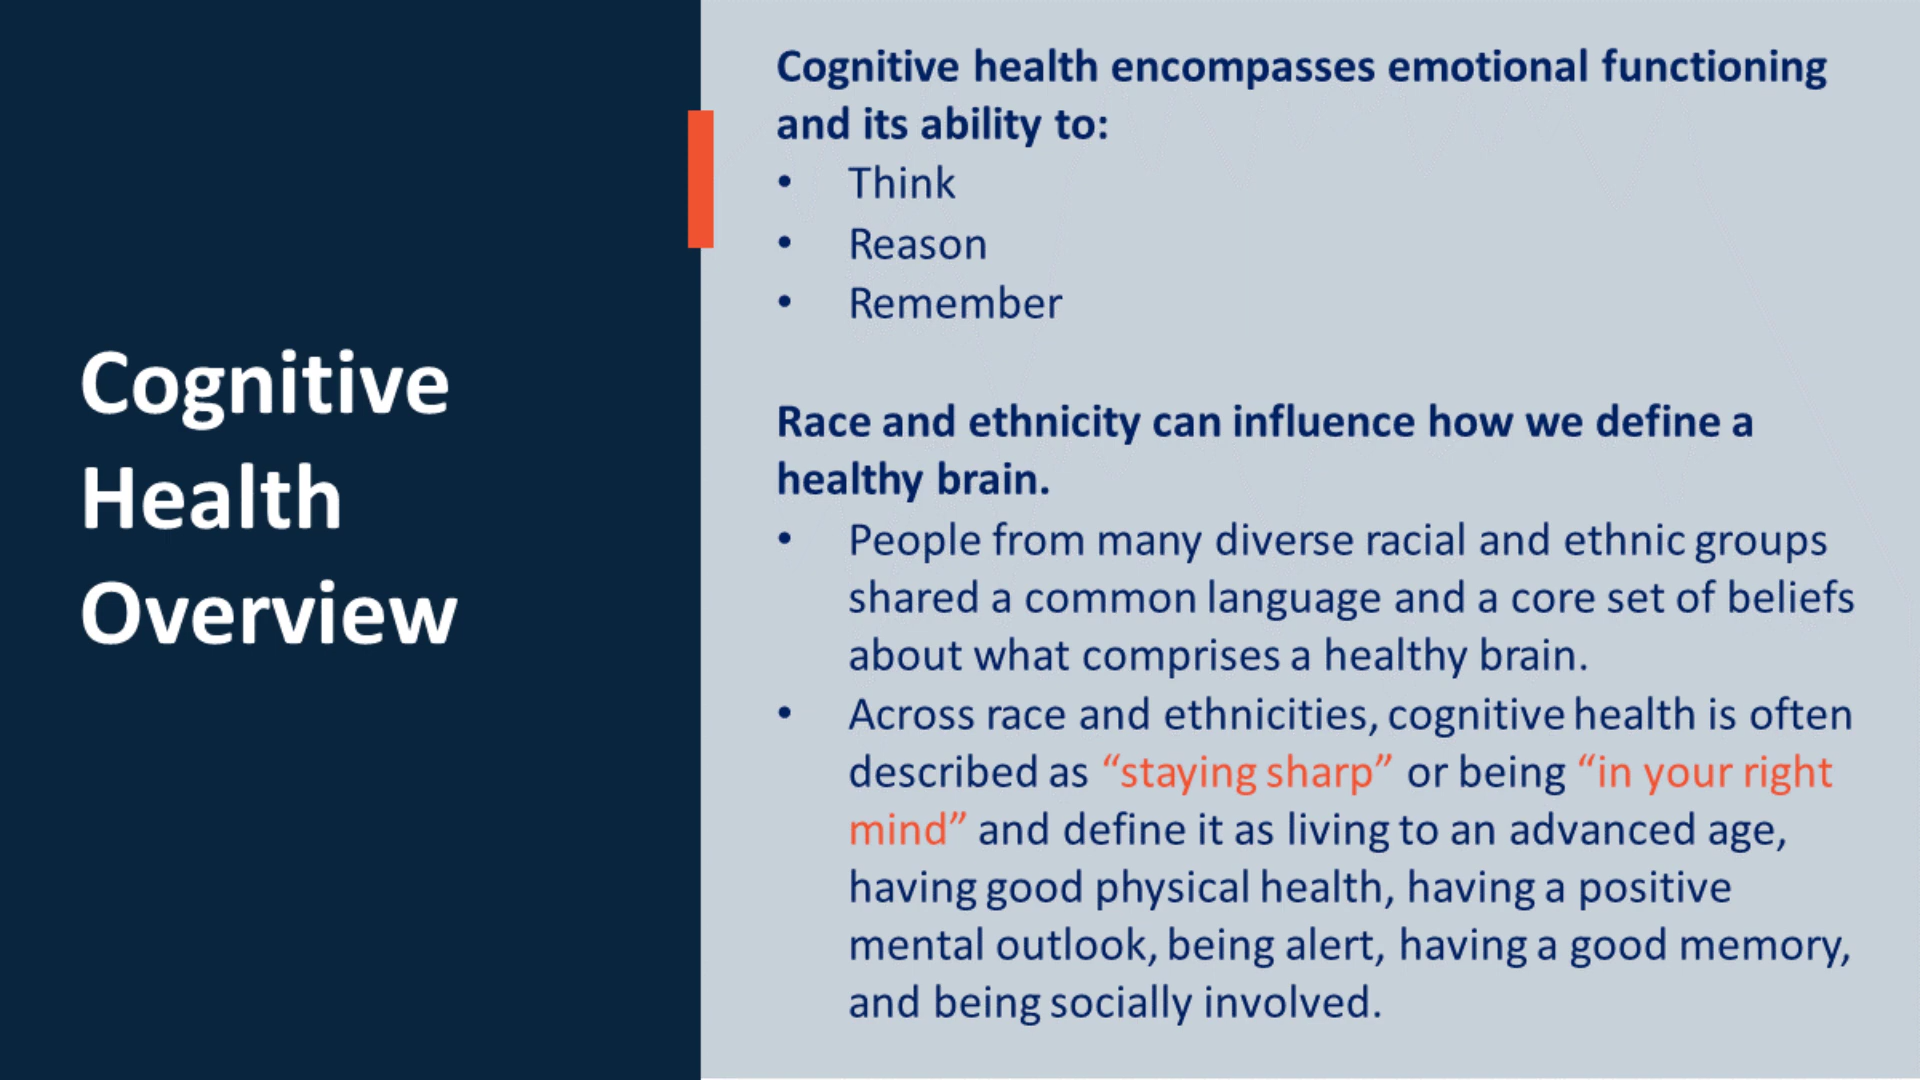 Cognitive
Health
Overview
Cognitive health encompasses emotional functioning
and its ability to:
• Think
• Reason
• Remember
Race and ethnicity can influence how we define a
healthy brain.
• People from many diverse racial and ethnic groups
shared a common language and a core set of beliefs
about what comprises a healthy brain.
• Across race and ethnicities, cognitive health is often
described as “staying sharp” or being “in your right
mind” and define it as living to an advanced age,
having good physical health, having a positive
mental outlook, being alert, having a good memory,
and being socially involved.